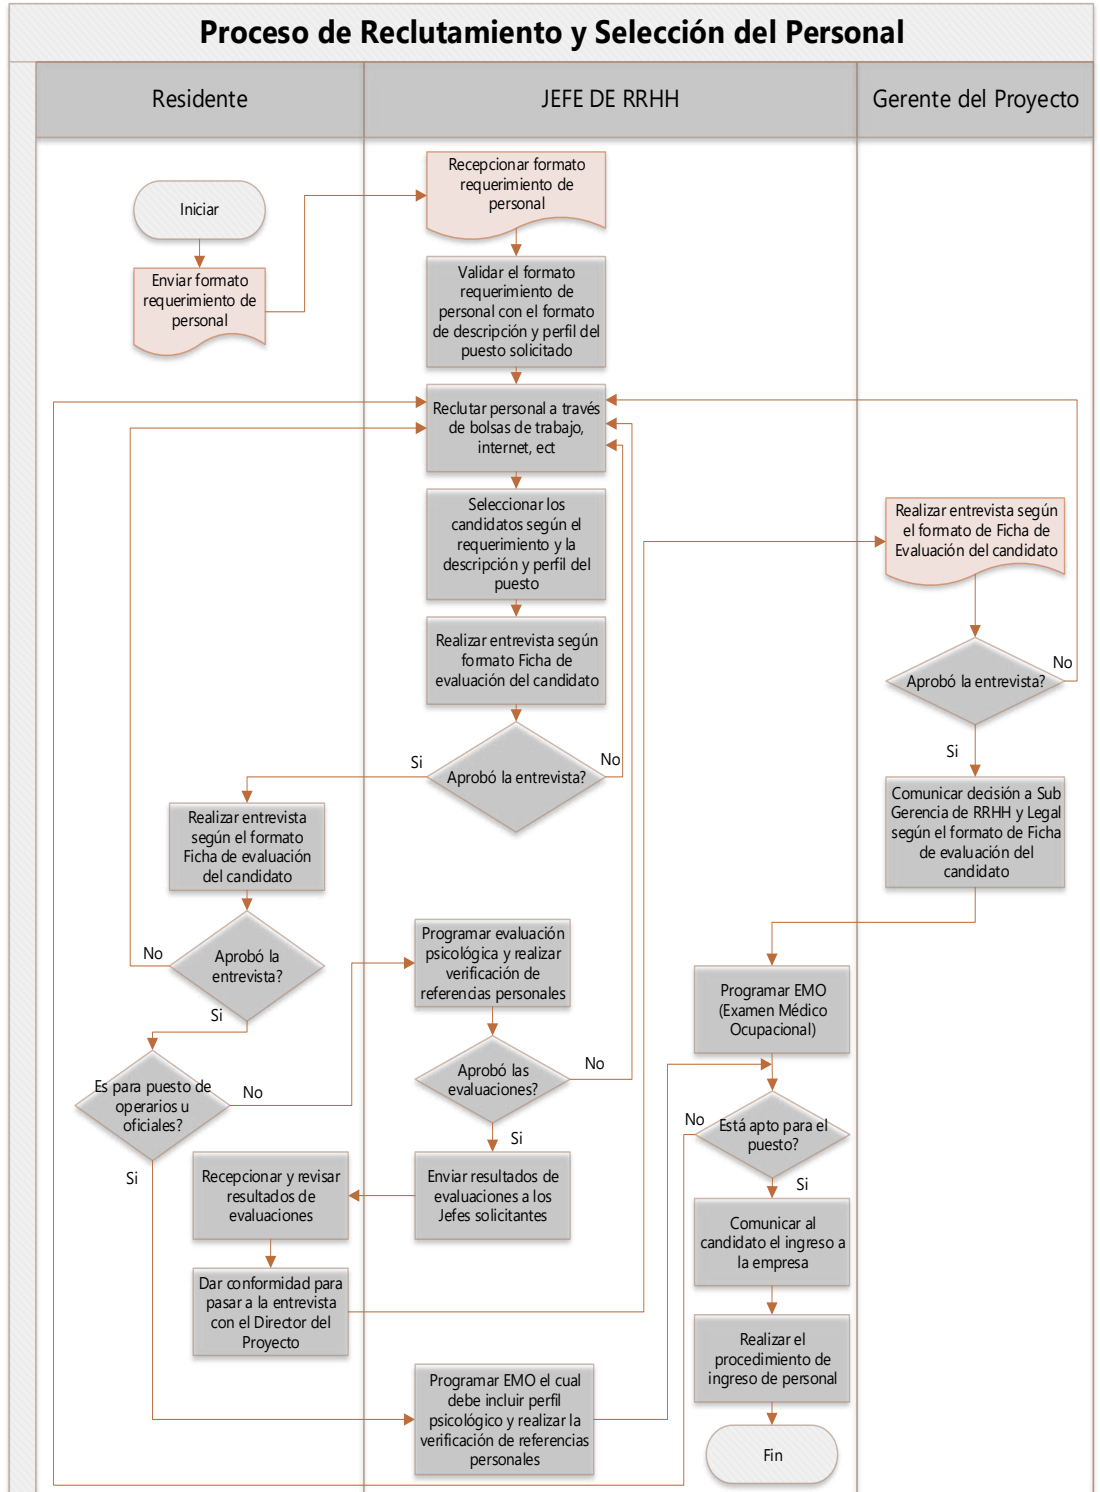 Proceso de Reclutamiento y Selección del Personal
Residente
JEFE DE RRHH
Gerente del Proyecto
Iniciar
Enviar formato
requerimiento de
personal
Recepcionar formato
requerimiento de
personal
Validar el formato
requerimiento de
personal con el formato
de descripción y perfil del
puesto solicitado
Reclutar personal a través
de bolsas de trabajo,
internet, ect
Seleccionar los
candidatos según el
requerimiento y la
descripción y perfil del
puesto
Realizar entrevista según
formato Ficha de
evaluación del candidato
Aprobó la entrevista?
Si
No
Realizar entrevista según
el formato de Ficha de
Evaluación del candidato
Aprobó la entrevista?
No
Si
Comunicar decisión a Sub
Gerencia de RRHH y Legal
según el formato de Ficha
de evaluación del
candidato
Realizar entrevista
según el formato
Ficha de evaluación
del candidato
Aprobó la
entrevista?
No
Si
Es para puesto de
operarios u
oficiales?
No
Si
Programar evaluación
psicológica y realizar
verificación de
referencias personales
Aprobó las
evaluaciones?
No
Si
Enviar resultados de
evaluaciones a los
Jefes solicitantes
Recepcionar y revisar
resultados de
evaluaciones
Dar conformidad para
pasar a la entrevista
con el Director del
Proyecto
Programar EMO el cual
debe incluir perfil
psicológico y realizar la
verificación de referencias
personales
Programar EMO
(Examen Médico
Ocupacional)
Está apto para el
puesto?
No
Si
Comunicar al
candidato el ingreso a
la empresa
Realizar el
procedimiento de
ingreso de personal
Fin